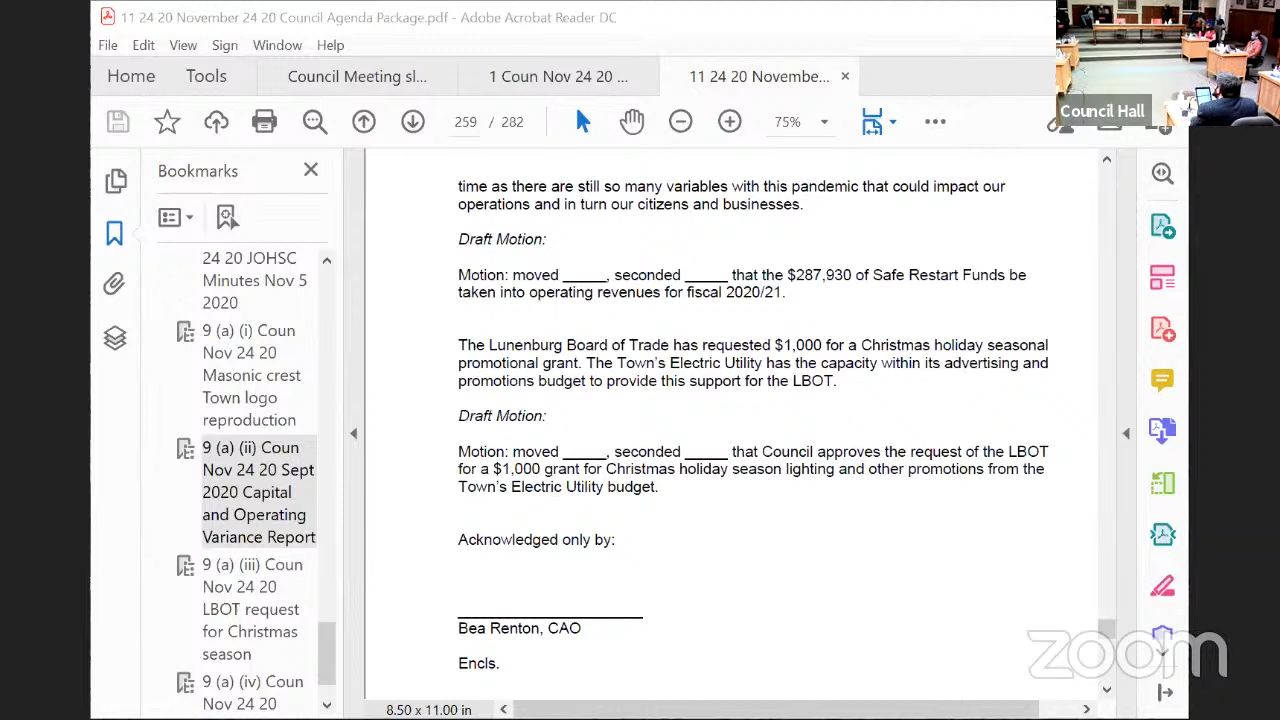 11 24 20 November 24 20 Council Agenda Package.pdf - Adobe Acrobat Reader DC
File Edit View Sign Window Help
Home Tools Council Meeting sl... 1 Coun Nov 24 20 ... 11 24 20 Novembe... ×
Council Hall
259 / 282 75%
Bookmarks
24 20 JOHSC
Minutes Nov 5
2020
9 (a) (i) Coun
Nov 24 20
Masonic crest
Town logo
reproduction
9 (a) (ii) Coun
Nov 24 20 Sept
2020 Capital
and Operating
Variance Report
9 (a) (iii) Coun
Nov 24 20
LBOT request
for Christmas
season
9 (a) (iv) Coun
Nov 24 20
time as there are still so many variables with this pandemic that could impact our
operations and in turn our citizens and businesses.
Draft Motion:
Motion: moved _____, seconded _____ that the $287,930 of Safe Restart Funds be
taken into operating revenues for fiscal 2020/21.
The Lunenburg Board of Trade has requested $1,000 for a Christmas holiday seasonal
promotional grant. The Town's Electric Utility has the capacity within its advertising and
promotions budget to provide this support for the LBOT.
Draft Motion:
Motion: moved _____, seconded _____ that Council approves the request of the LBOT
for a $1,000 grant for Christmas holiday season lighting and other promotions from the
Town's Electric Utility budget.
Acknowledged only by:
Bea Renton, CAO
Encls.
8.50 x 11.00 in
zoom